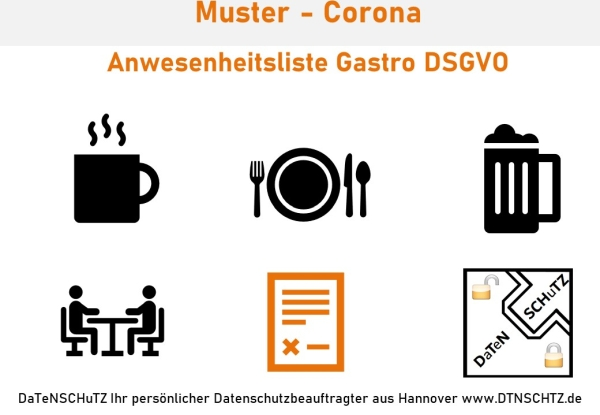 Muster - Corona
Anwesenheitsliste Gastro DSGVO
DaTeN
SCHuTZ
DaTeNSCHuTZ Ihr persönlicher Datenschutzbeauftragter aus Hannover www.DTNSCHTZ.de